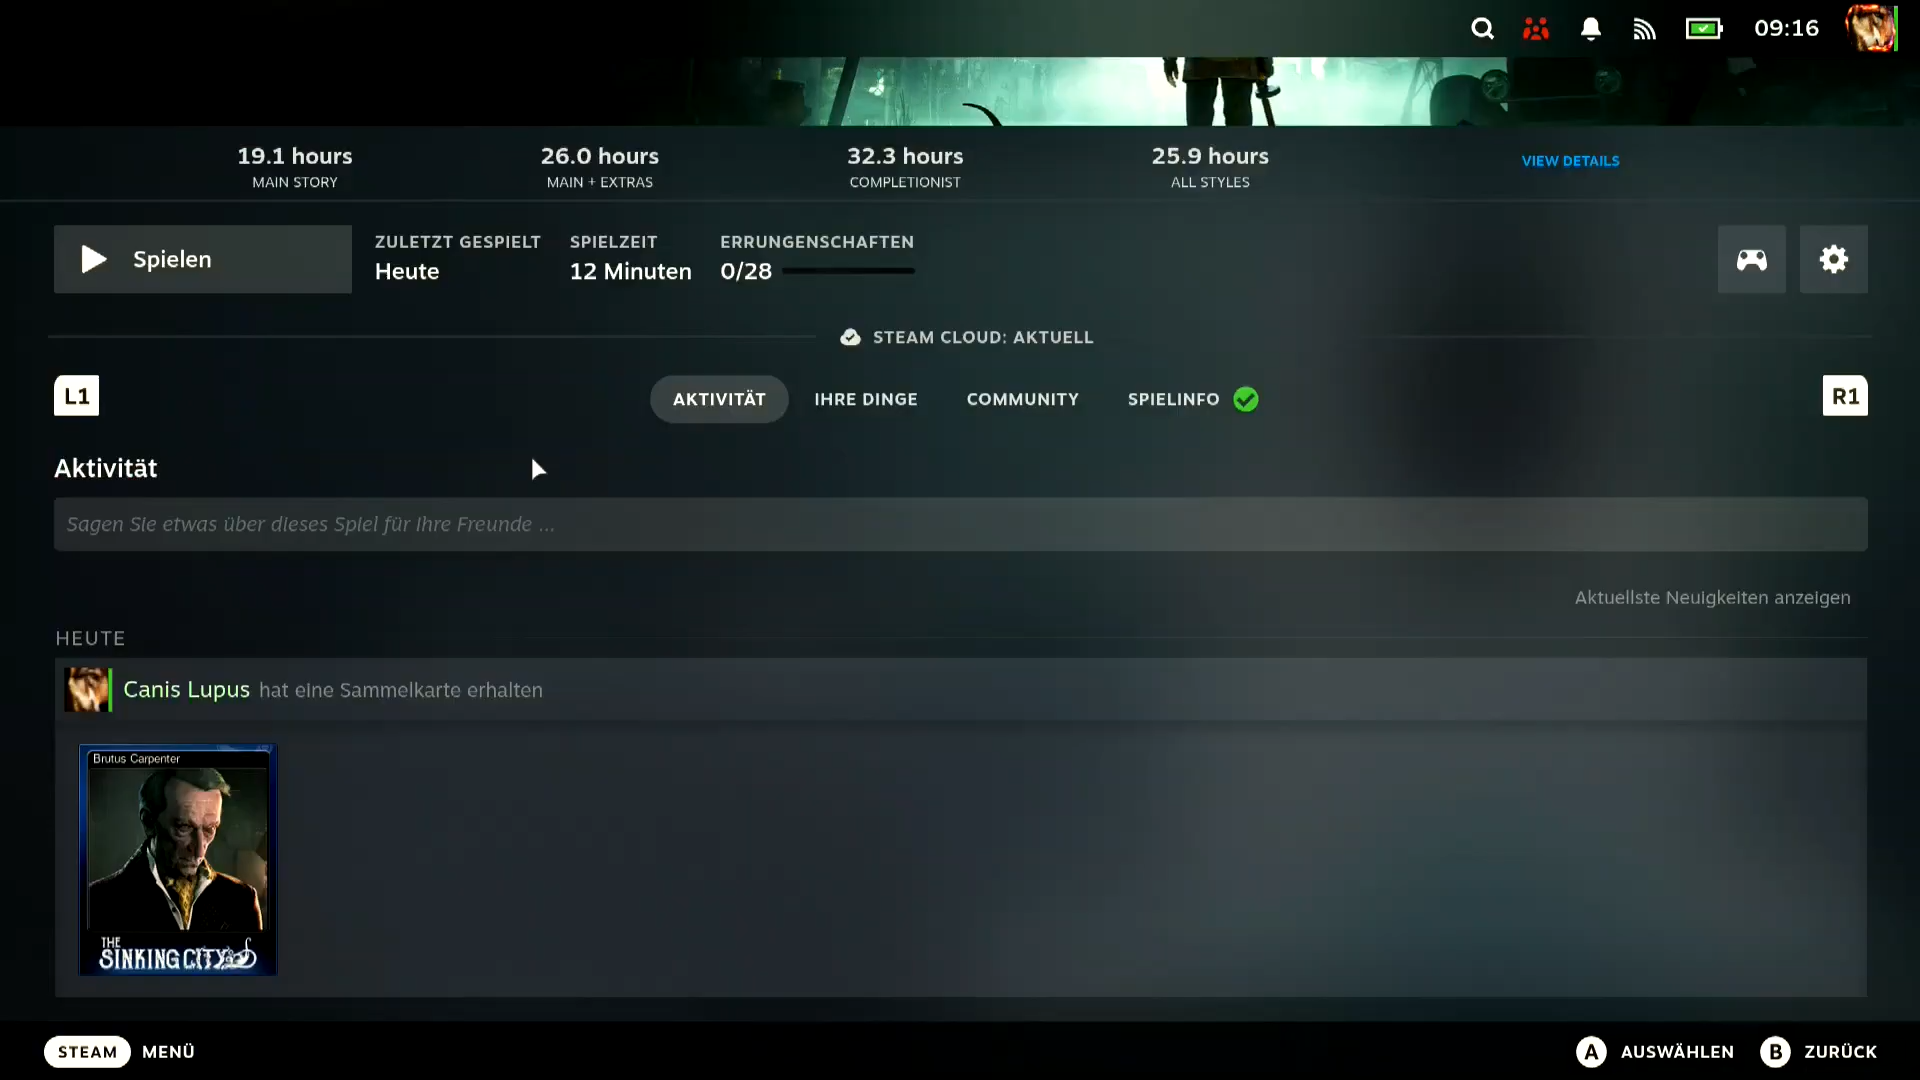 09:16
19.1 hours
MAIN STORY
26.0 hours
MAIN + EXTRAS
32.3 hours
COMPLETIONIST
25.9 hours
ALL STYLES
VIEW DETAILS
Spielen
ZULETZT GESPIELT
Heute
SPIELZEIT
12 Minuten
ERRUNGENSCHAFTEN
0/28
STEAM CLOUD: AKTUELL
L1
AKTIVITÄT
IHRE DINGE
COMMUNITY
SPIELINFO
R1
Aktivität
Sagen Sie etwas über dieses Spiel für Ihre Freunde ...
Aktuellste Neuigkeiten anzeigen
HEUTE
Canis Lupus hat eine Sammelkarte erhalten
Brutus Carpenter
THE
SINKING CITY
STEAM MENÜ
A AUSWÄHLEN
B ZURÜCK